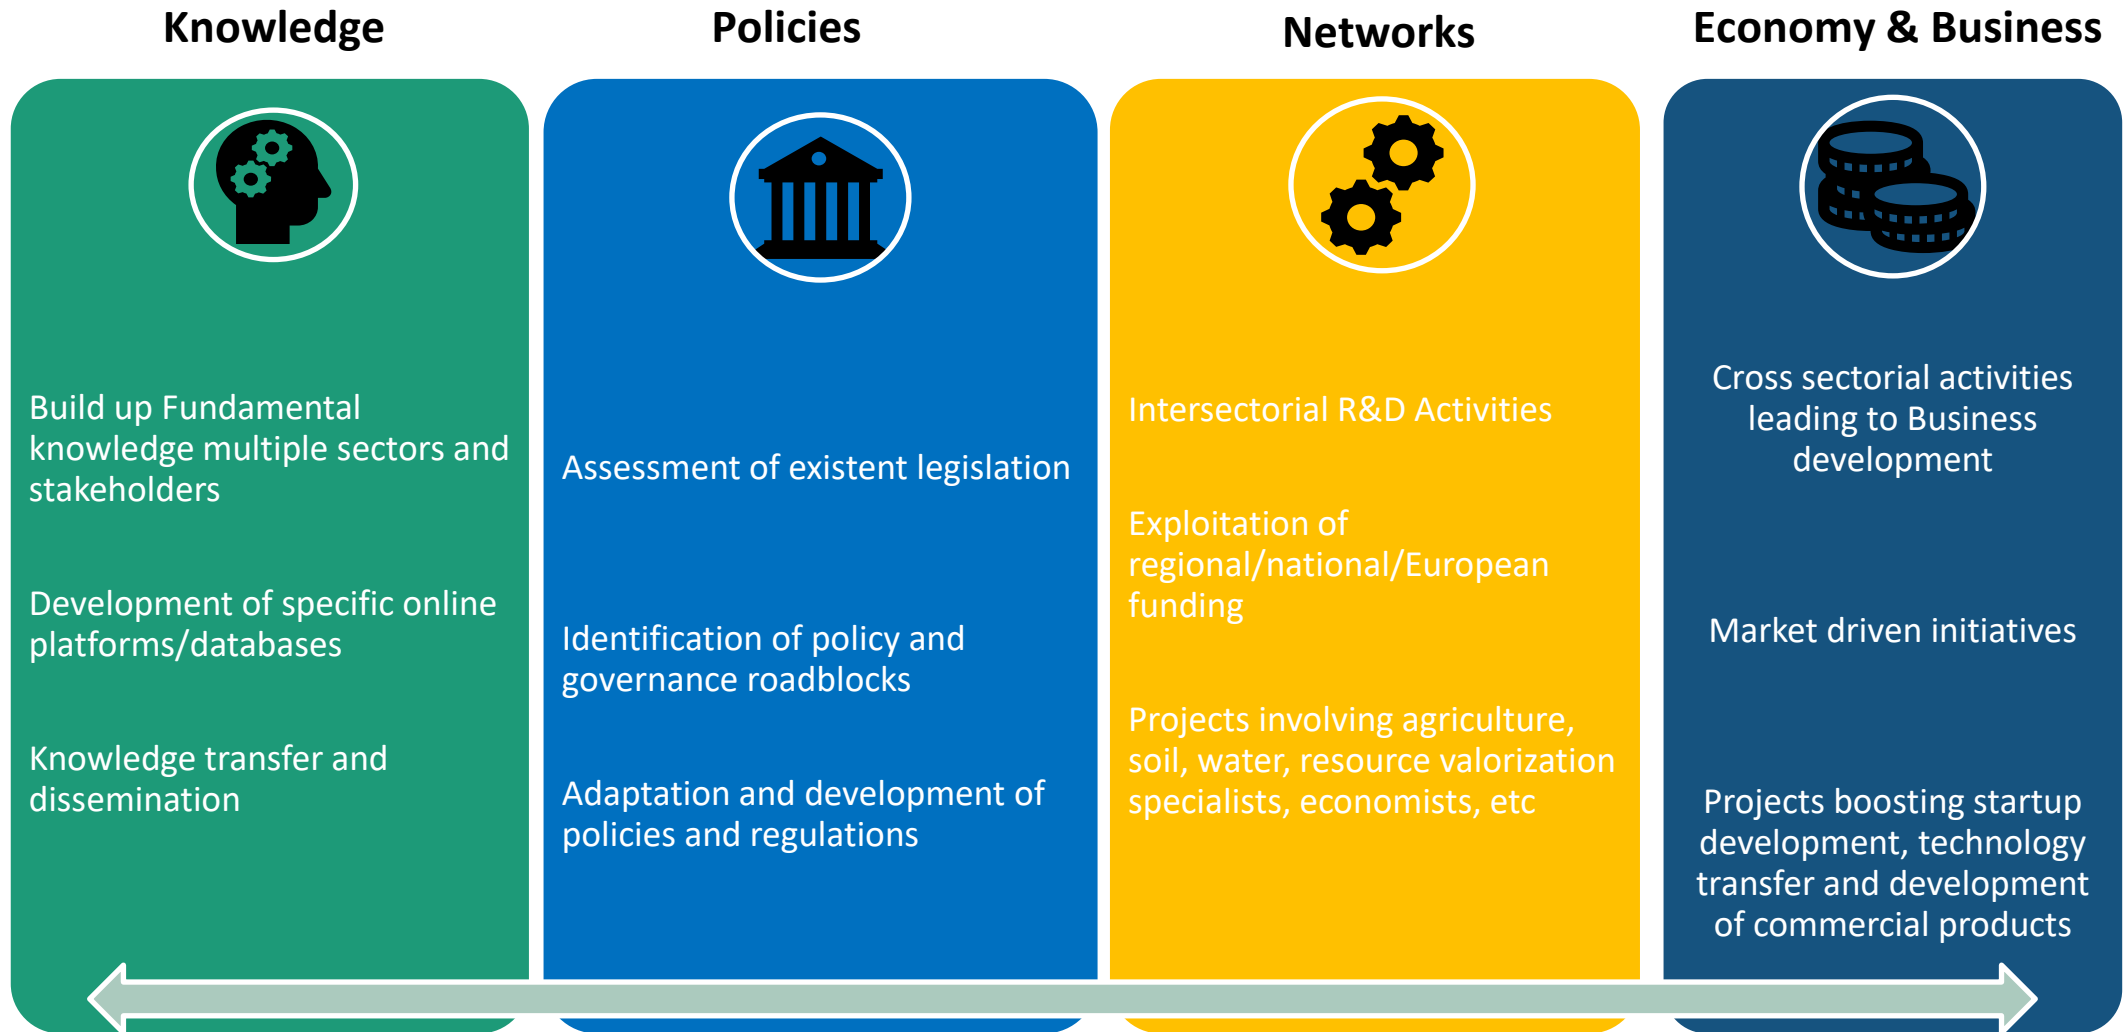 Knowledge
Build up Fundamental
knowledge multiple sectors and
stakeholders
Development of specific online
platforms/databases
Knowledge transfer and
dissemination
Policies
Assessment of existent legislation
Identification of policy and
governance roadblocks
Adaptation and development of
policies and regulations
Networks
Intersectorial R&D Activities
Exploitation of
regional/national/European
funding
Projects involving agriculture,
soil, water, resource valorization
specialists, economists, etc
Economy & Business
Cross sectorial activities
leading to Business
development
Market driven initiatives
Projects boosting startup
development, technology
transfer and development
of commercial products